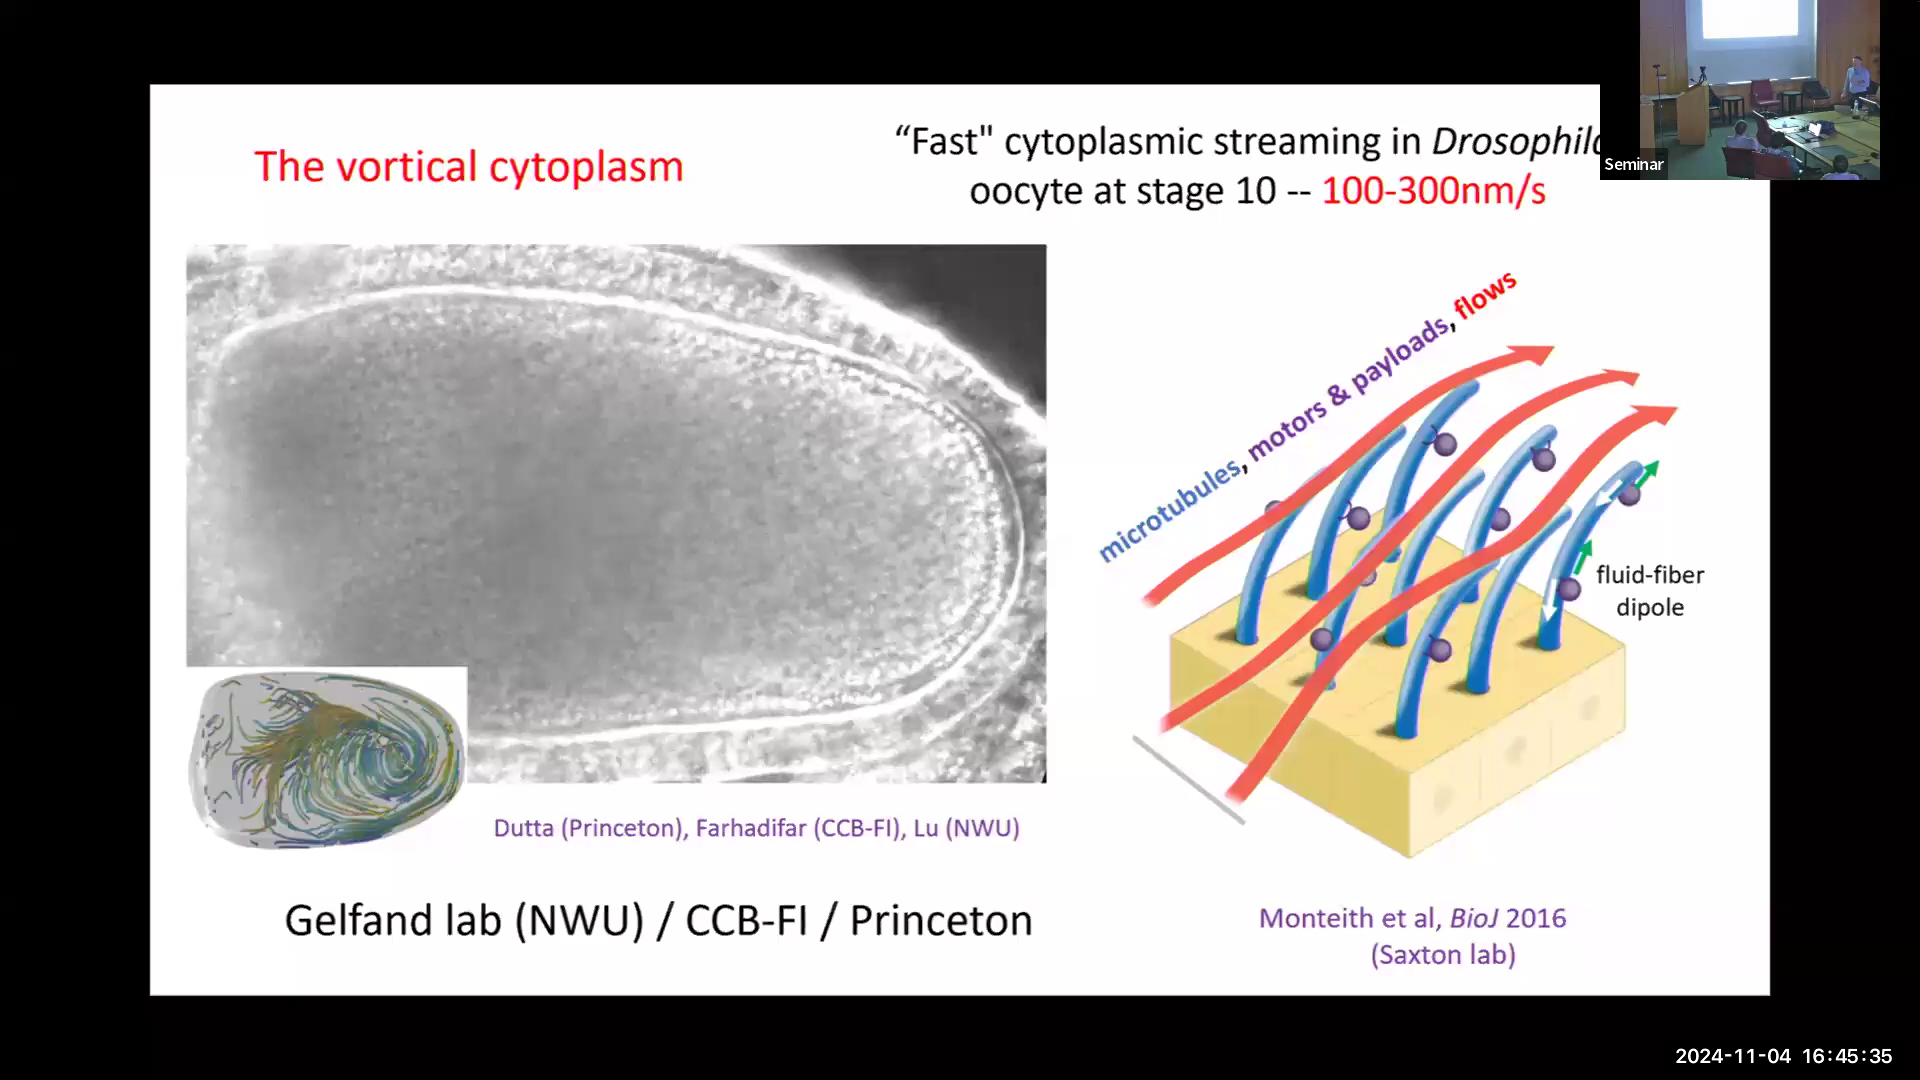 The vortical cytoplasm
“Fast" cytoplasmic streaming in Drosophila
oocyte at stage 10 -- 100-300nm/s
Seminar
microtubules, motors & payloads, flows
fluid-fiber
dipole
Dutta (Princeton), Farhadifar (CCB-FI), Lu (NWU)
Gelfand lab (NWU) / CCB-FI / Princeton
Monteith et al, BioJ 2016
(Saxton lab)
2024-11-04 16:45:35